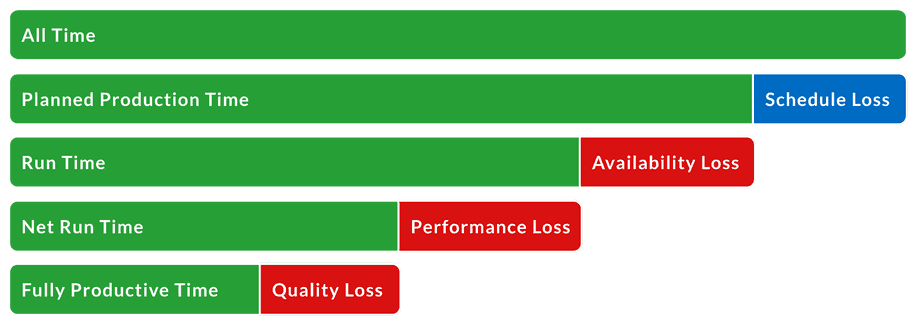 All Time
Planned Production Time
Schedule Loss
Run Time
Availability Loss
Net Run Time
Performance Loss
Fully Productive Time
Quality Loss